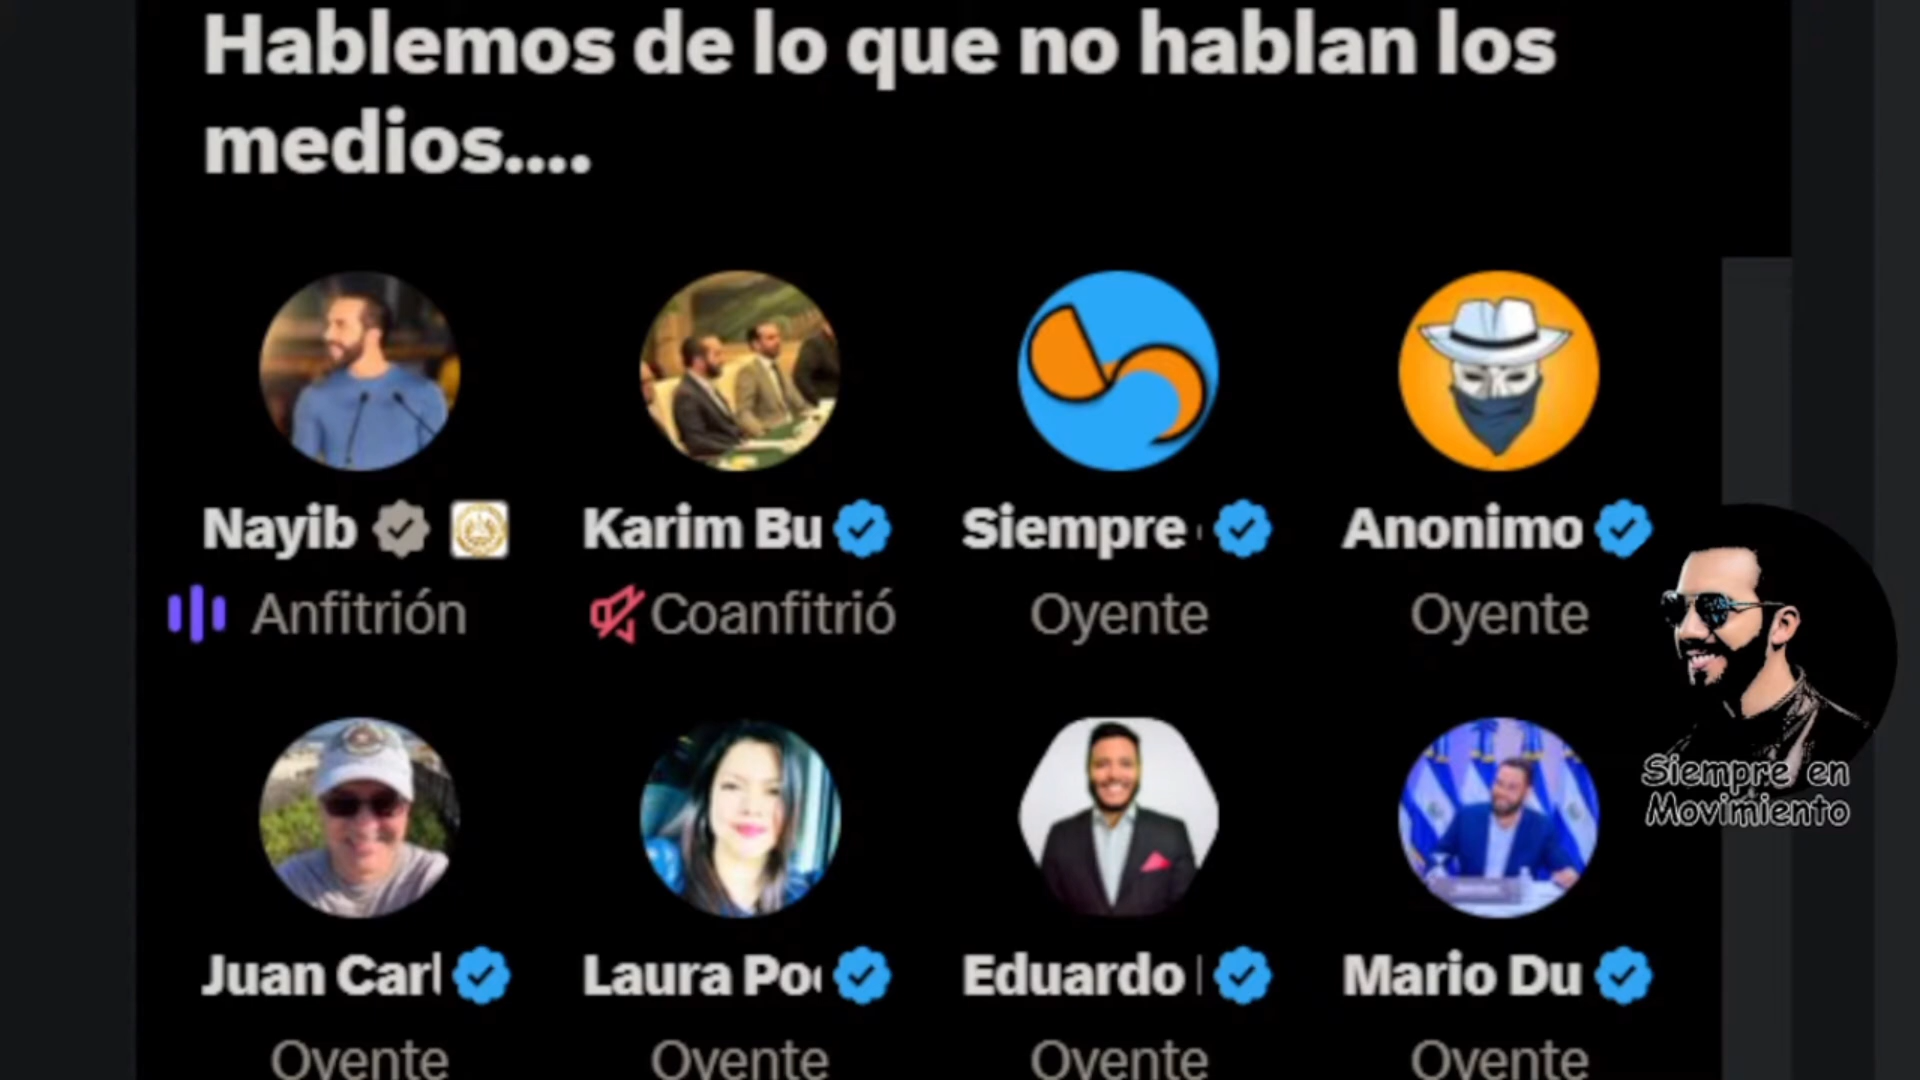 Hablemos de lo que no hablan los
medios....
Nayib
Karim Bu
Siempre
Anonimo
Anfitrión
Coanfitrió
Oyente
Oyente
Siempre en
Movimiento
Juan Carl
Laura Po
Eduardo
Mario Du
Oyente
Oyente
Oyente
Oyente